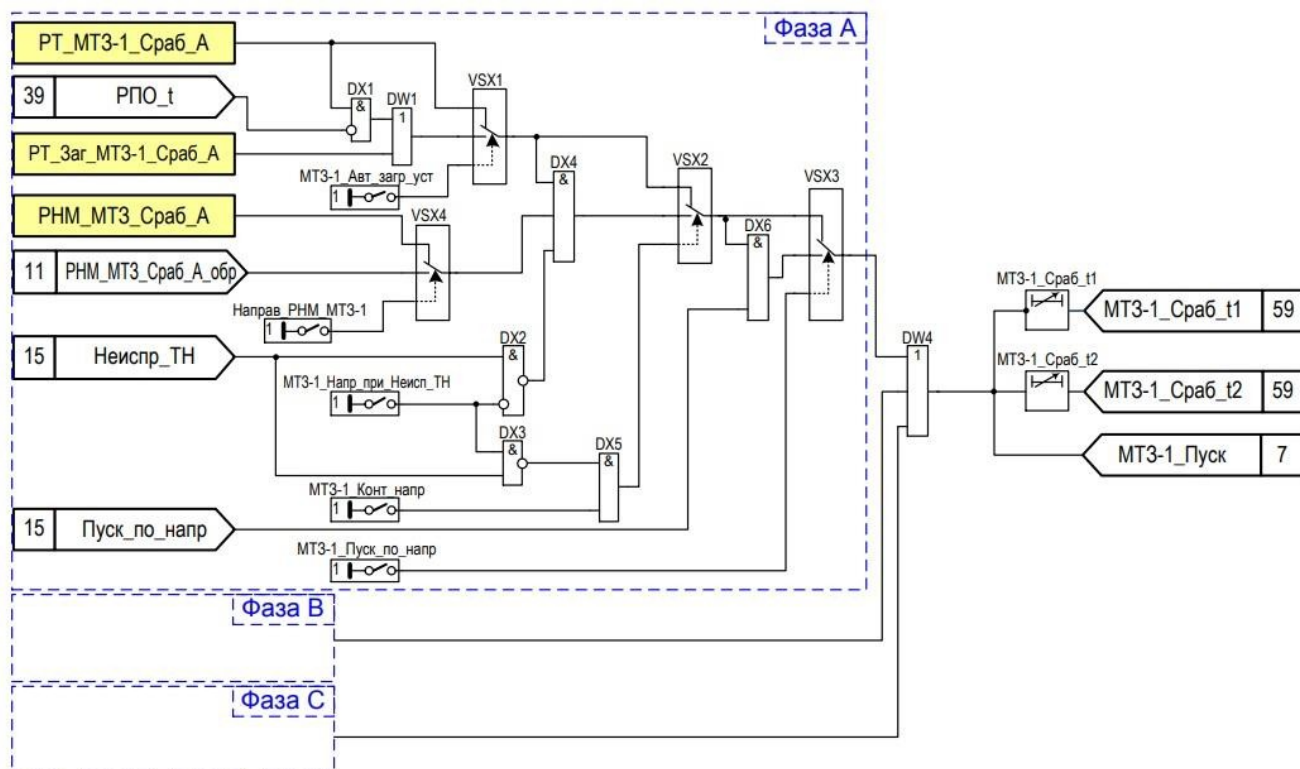 Фаза А
РТ_МТЗ-1_Сраб_А
39 РПО_t
DX1
&
DW1
1
VSX1
РТ_Заг_МТЗ-1_Сраб_А
МТЗ-1_Авт_загр_уст
1
DX4
&
VSX2
VSX3
РНМ_МТЗ_Сраб_А
VSX4
DX6
&
11 РНМ_МТЗ_Сраб_А_обр
Направ_РНМ_МТЗ-1
1
15 Неиспр_ТН
DX2
&
МТЗ-1_Напр_при_Неисп_ТН
1
DX3
&
DX5
&
МТЗ-1_Конт_напр
1
15 Пуск_по_напр
МТЗ-1_Пуск_по_напр
1
DW4
1
МТЗ-1_Сраб_t1
МТЗ-1_Сраб_t1 59
МТЗ-1_Сраб_t2
МТЗ-1_Сраб_t2 59
МТЗ-1_Пуск 7
Фаза В
Фаза С